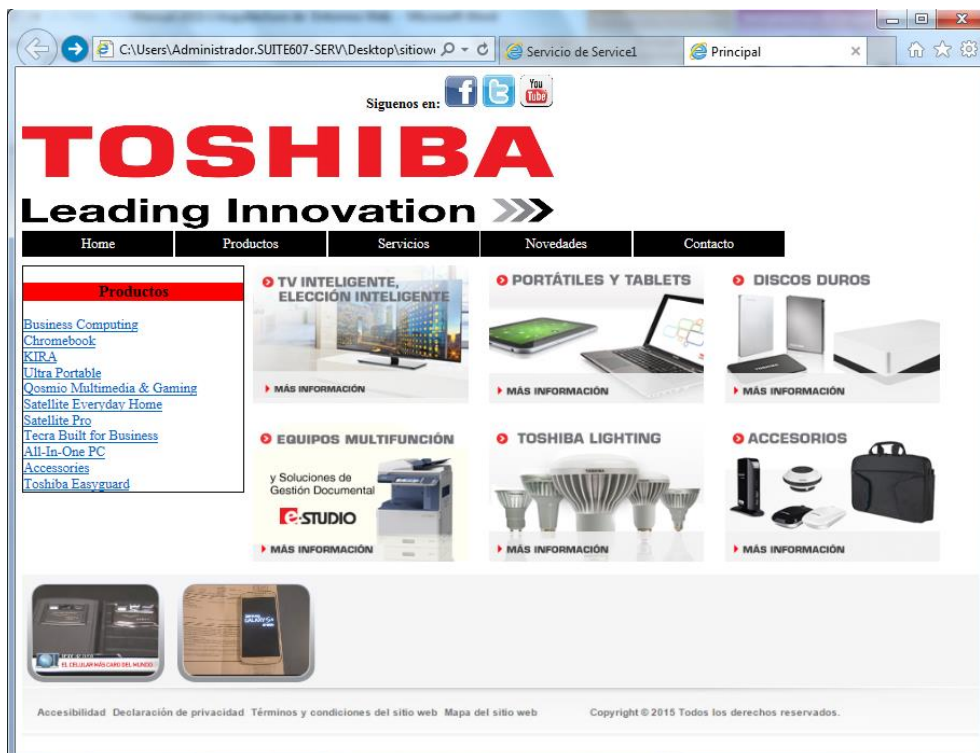 C:\Users\Administrador.SUITE607-SERV\Desktop\sitiow
Servicio de Service1
Principal
Siguenos en:
You
Tube
TOSHIBA
Leading Innovation
Home Productos Servicios Novedades Contacto
Productos
Business Computing
Chromebook
KIRA
Ultra Portable
Qosmio Multimedia & Gaming
Satellite Everyday Home
Satellite Pro
Tecra Built for Business
All-In-One PC
Accessories
Toshiba Easyguard
TV INTELIGENTE,
ELECCIÓN INTELIGENTE
MÁS INFORMACIÓN
PORTÁTILES Y TABLETS
MÁS INFORMACIÓN
DISCOS DUROS
MÁS INFORMACIÓN
EQUIPOS MULTIFUNCIÓN
y Soluciones de
Gestión Documental
e-STUDIO
MÁS INFORMACIÓN
TOSHIBA LIGHTING
MÁS INFORMACIÓN
ACCESORIOS
MÁS INFORMACIÓN
EL CELULAR MÁS CARO DEL MUNDO
Accesibilidad Declaración de privacidad Términos y condiciones del sitio web Mapa del sitio web Copyright © 2015 Todos los derechos reservados.